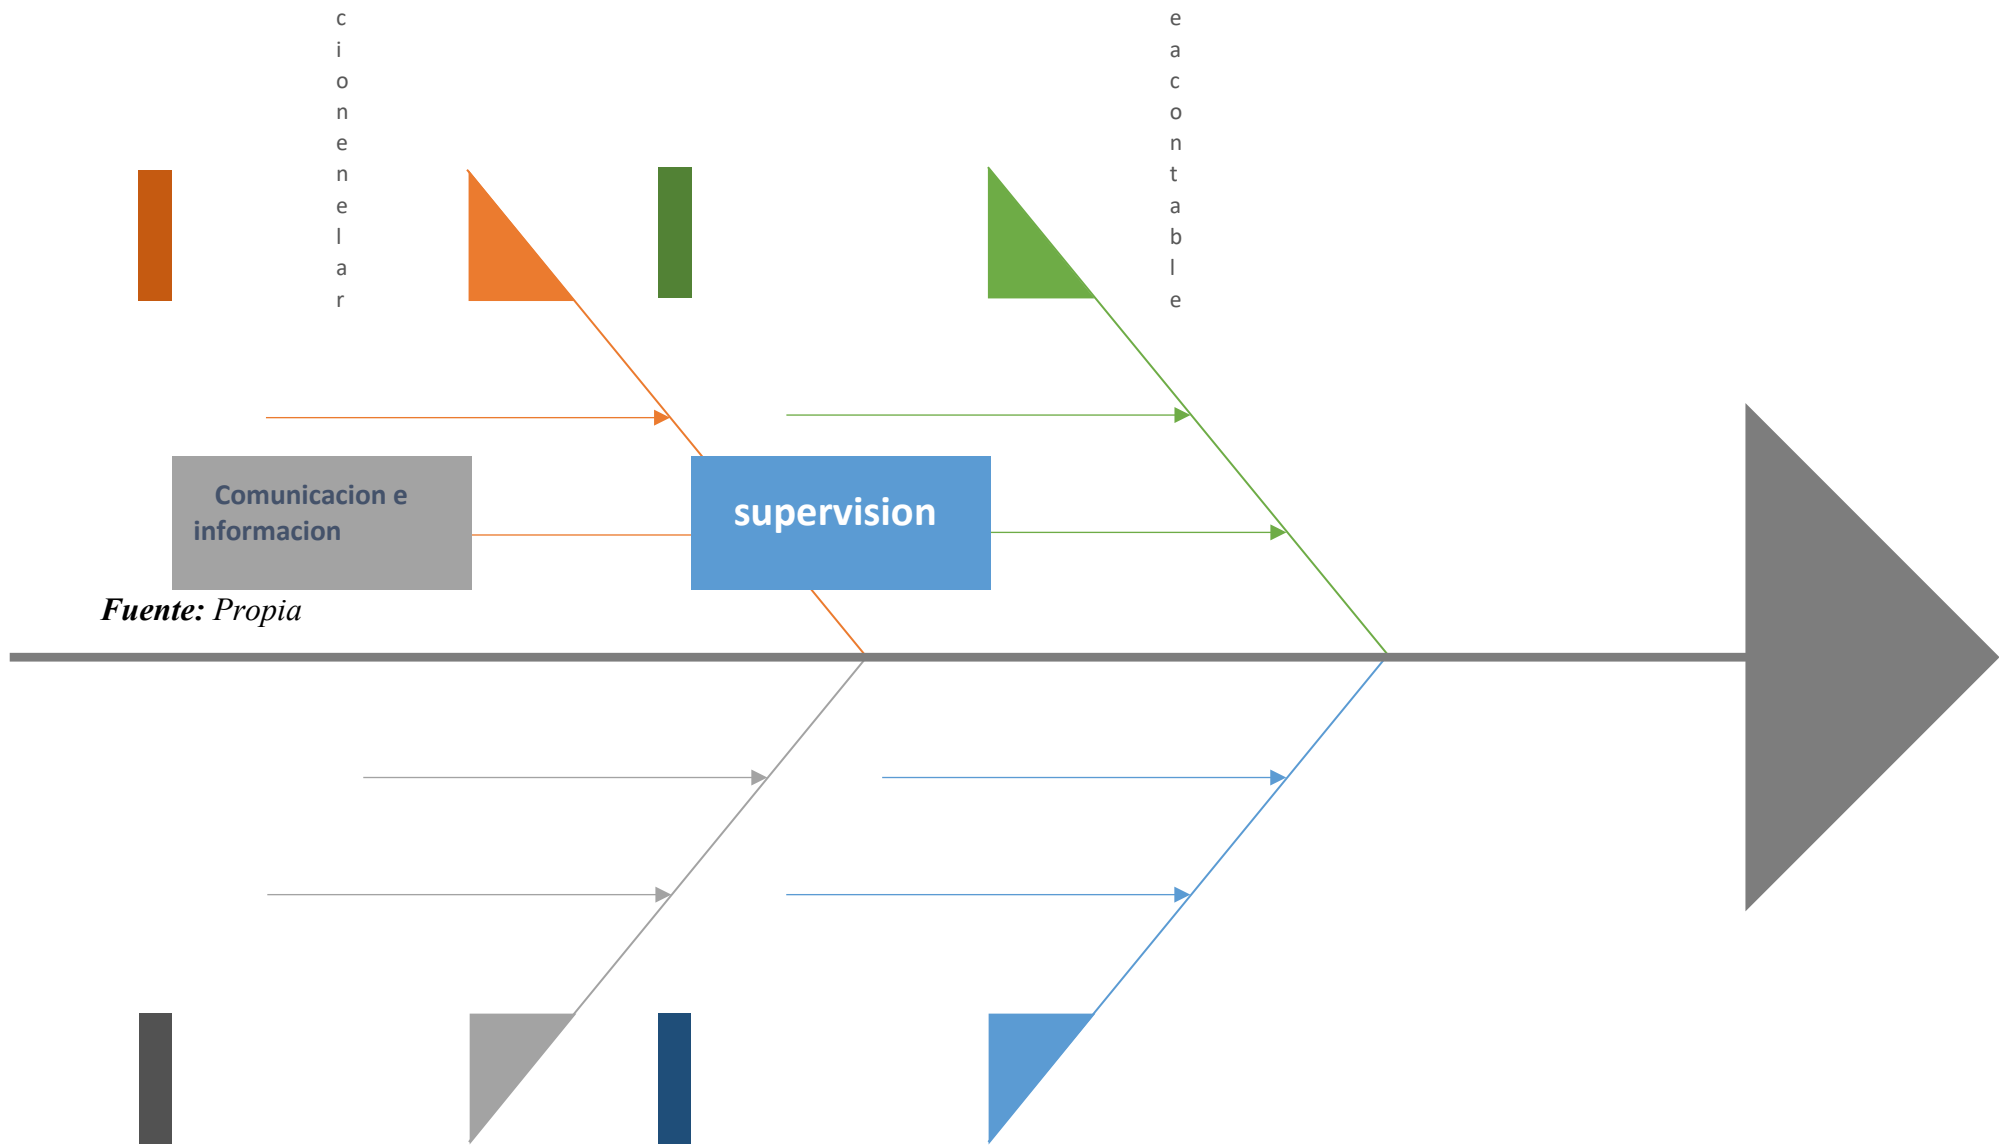 c
i
o
n
e
n
e
l
a
r
e
a
c
o
n
t
a
b
l
e
Comunicacion e
informacion
supervision
Fuente: Propia